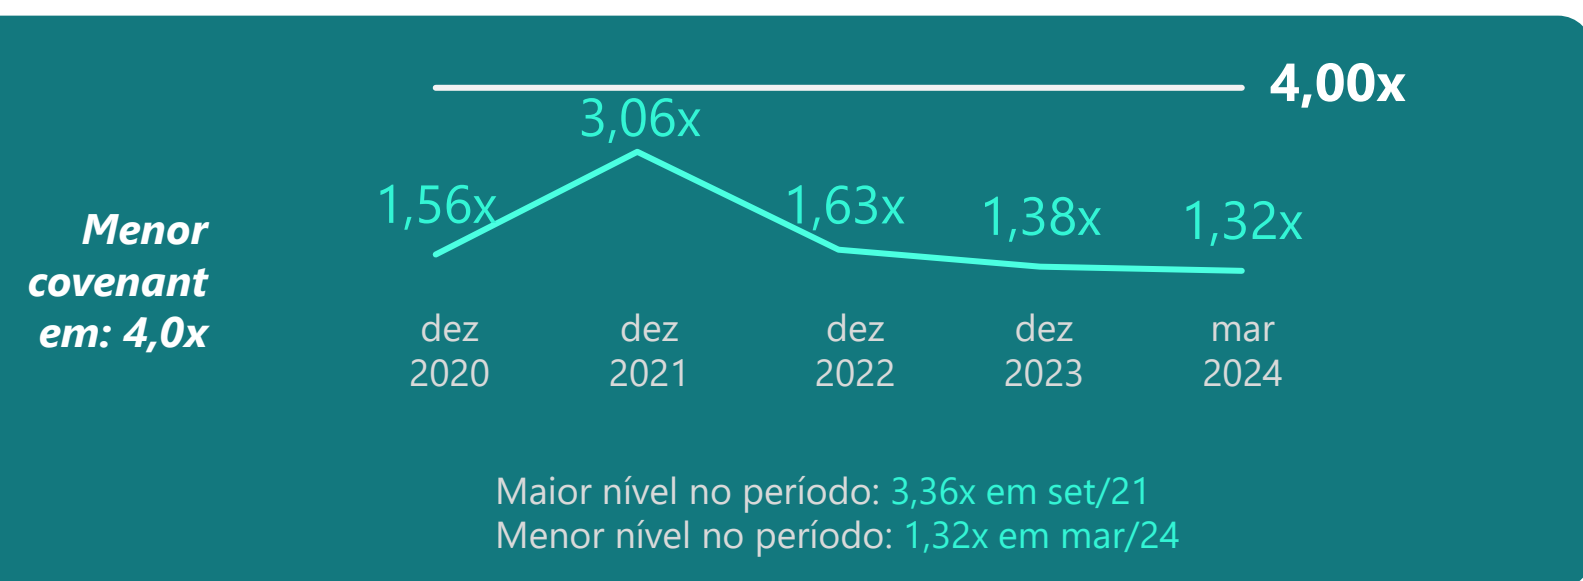 4,00x
3,06x
1,56x
1,63x
1,38x
1,32x
Menor
covenant
em: 4,0x
dez
2020
dez
2021
dez
2022
dez
2023
mar
2024
Maior nível no período: 3,36x em set/21
Menor nível no período: 1,32x em mar/24